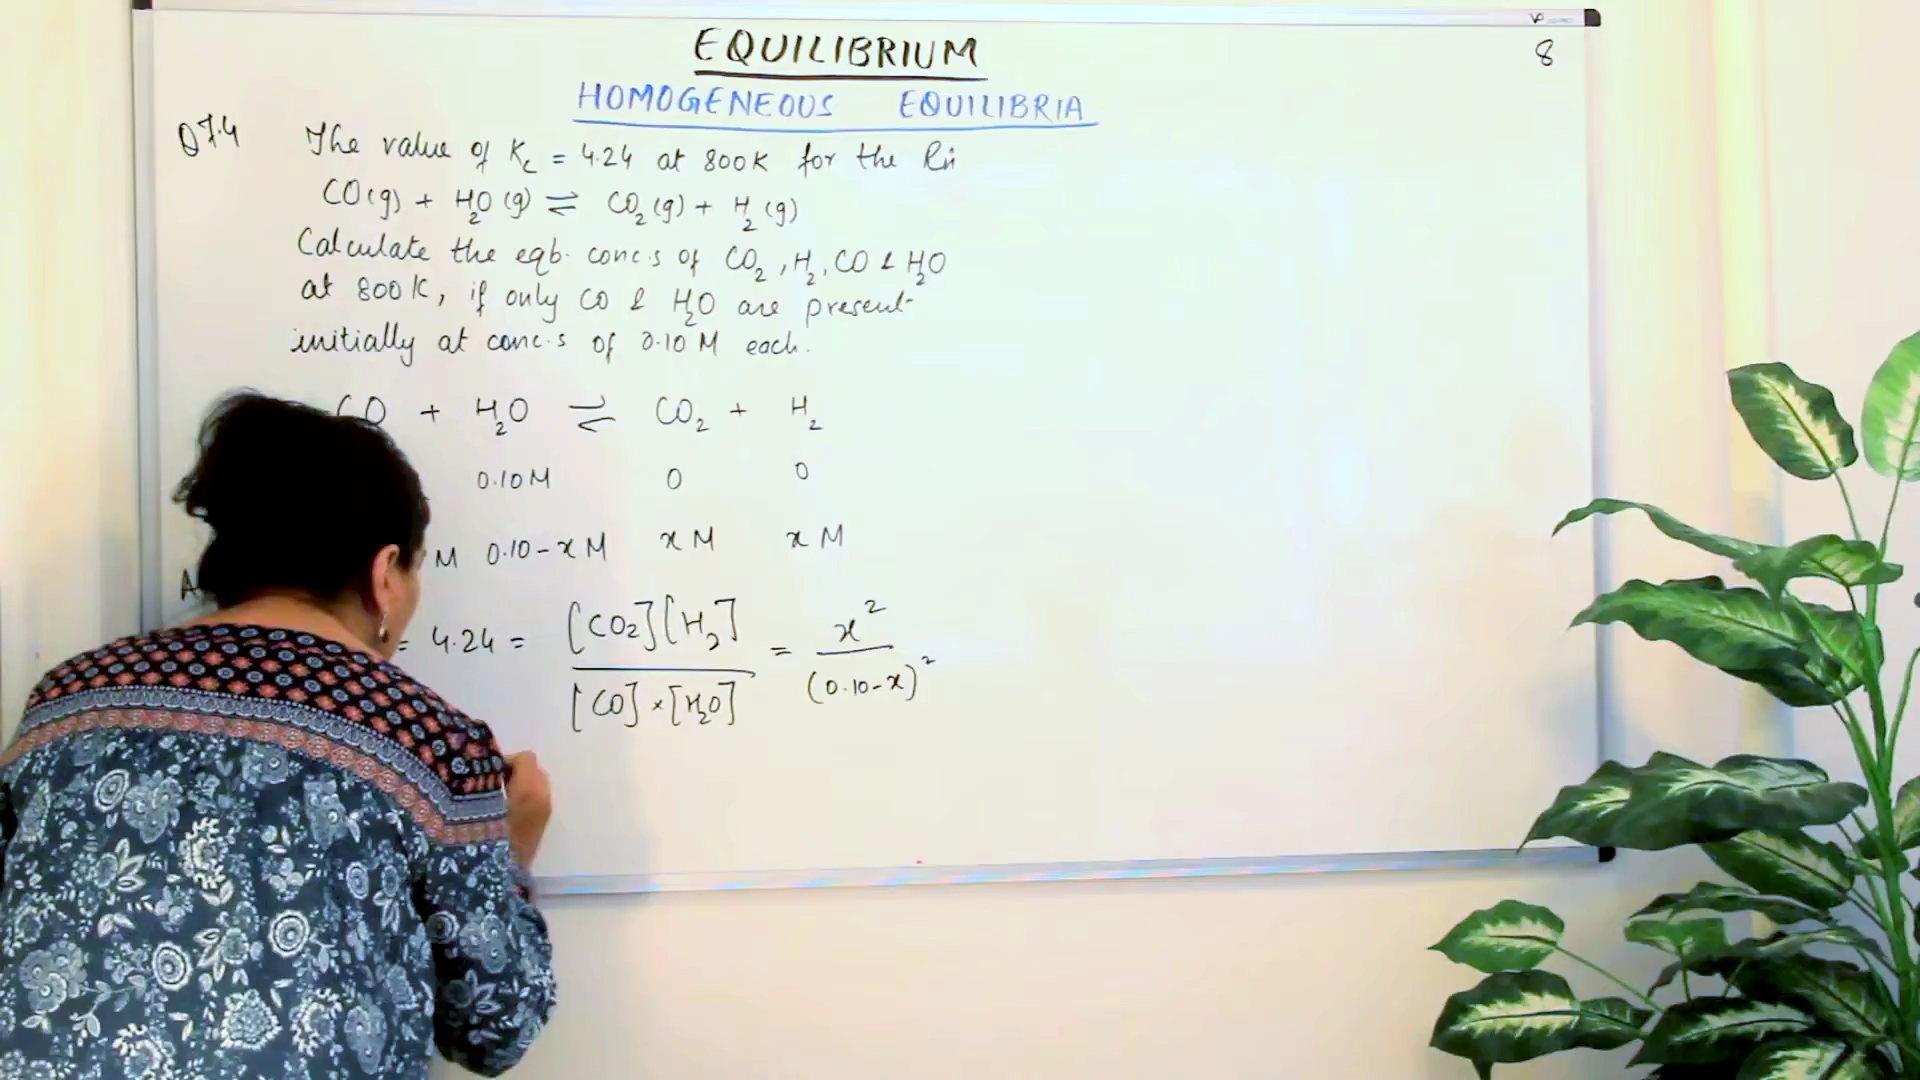 EQUILIBRIUM
8
HOMOGENEOUS EQUILIBRIA
Q7.4 The value of Kc = 4.24 at 800K for the Rn
CO(g) + H2O(g) ⇌ CO2(g) + H2(g)
Calculate the eqb. conc.s of CO2, H2, CO & H2O
at 800K, if only CO & H2O are present
initially at conc.s of 0.10 M each.
CO + H2O ⇌ CO2 + H2
0.10M 0 0
M 0.10-x M x M x M
= 4.24 = [CO2][H2] / [CO]×[H2O] = x² / (0.10-x)²